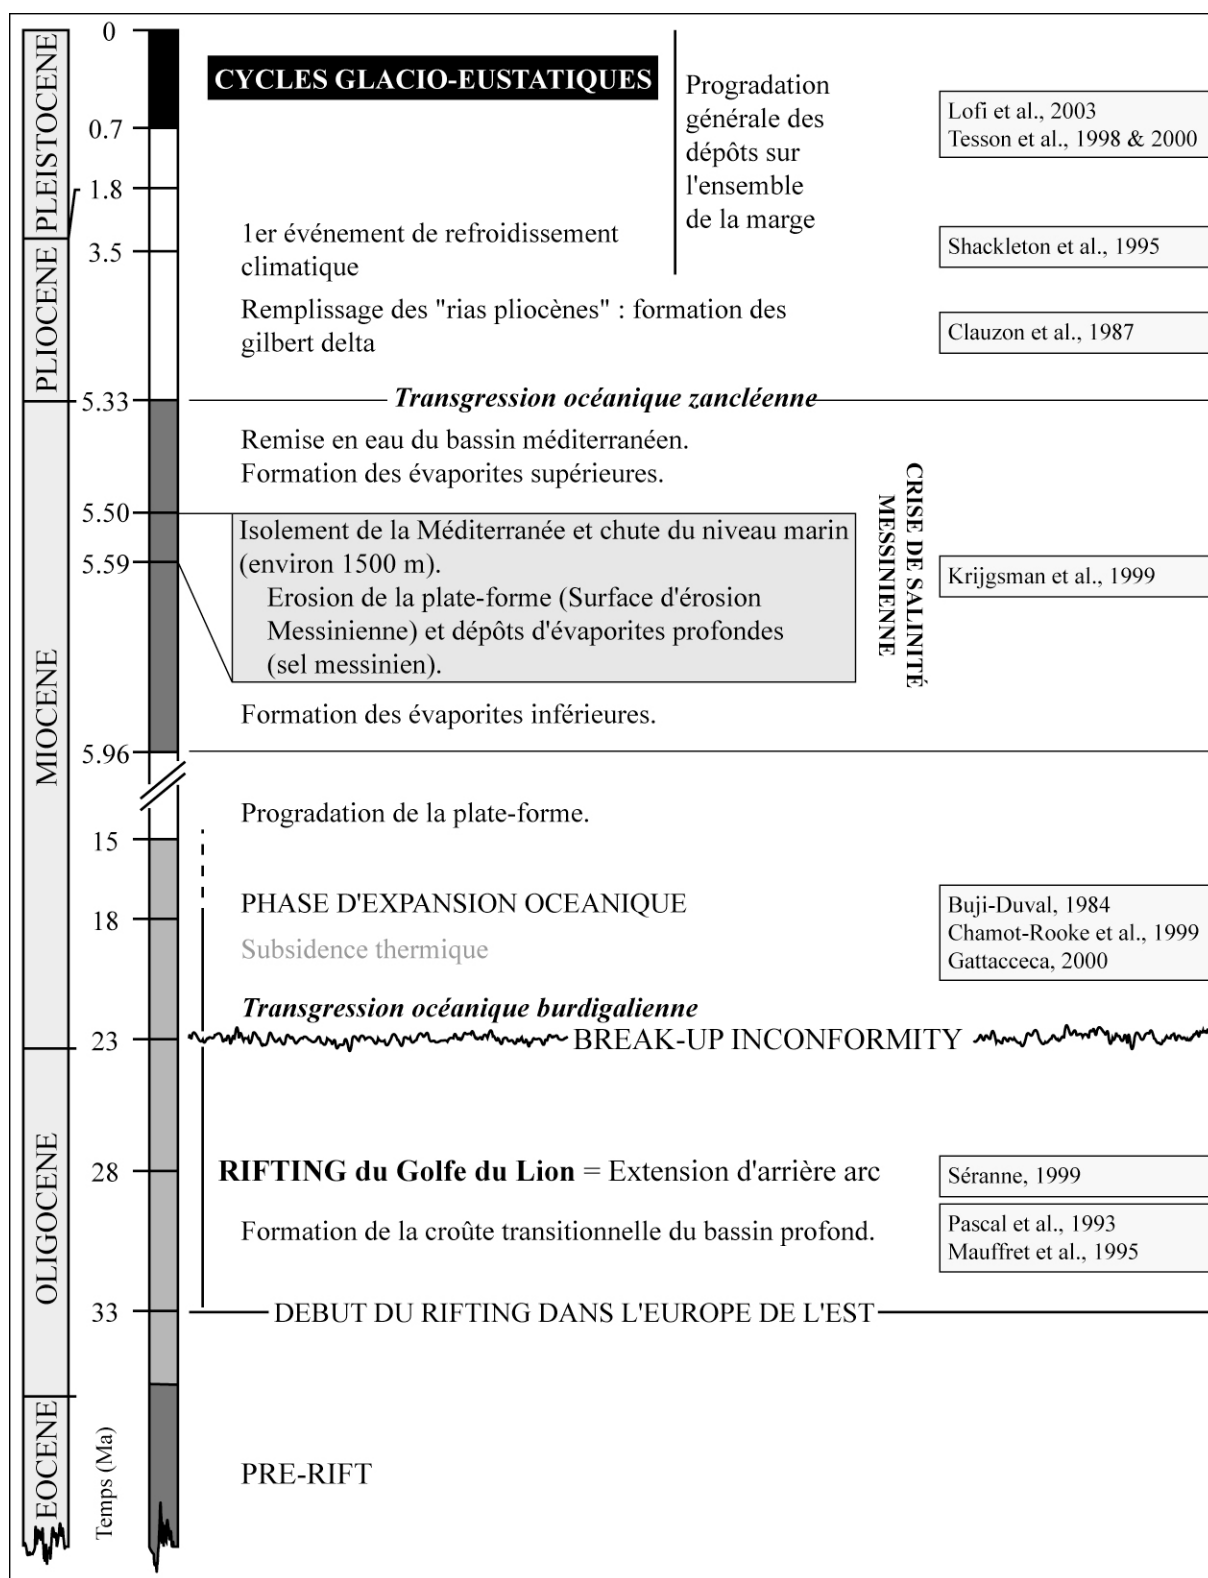 0
CYCLES GLACIO-EUSTATIQUES
Progradation
générale des
dépôts sur
l'ensemble
de la marge
Lofi et al., 2003
Tesson et al., 1998 & 2000
PLEISTOCENE
0.7
1.8
1er événement de refroidissement
climatique
3.5
Shackleton et al., 1995
PLIOCENE
Remplissage des "rias pliocènes" : formation des
gilbert delta
Clauzon et al., 1987
5.33
Transgression océanique zancléenne
Remise en eau du bassin méditerranéen.
Formation des évaporites supérieures.
CRISE DE SALINITÉ
MESSINIENNE
5.50
Isolement de la Méditerranée et chute du niveau marin
(environ 1500 m).
5.59
Erosion de la plate-forme (Surface d'érosion
Messinienne) et dépôts d'évaporites profondes
(sel messinien).
Krijgsman et al., 1999
MIOCENE
Formation des évaporites inférieures.
5.96
Progradation de la plate-forme.
15
PHASE D'EXPANSION OCEANIQUE
18
Subsidence thermique
Buji-Duval, 1984
Chamot-Rooke et al., 1999
Gattacceca, 2000
Transgression océanique burdigalienne
23
BREAK-UP INCONFORMITY
OLIGOCENE
28
RIFTING du Golfe du Lion = Extension d'arrière arc
Séranne, 1999
Formation de la croûte transitionnelle du bassin profond.
Pascal et al., 1993
Mauffret et al., 1995
33
DEBUT DU RIFTING DANS L'EUROPE DE L'EST
EOCENE
Temps (Ma)
PRE-RIFT